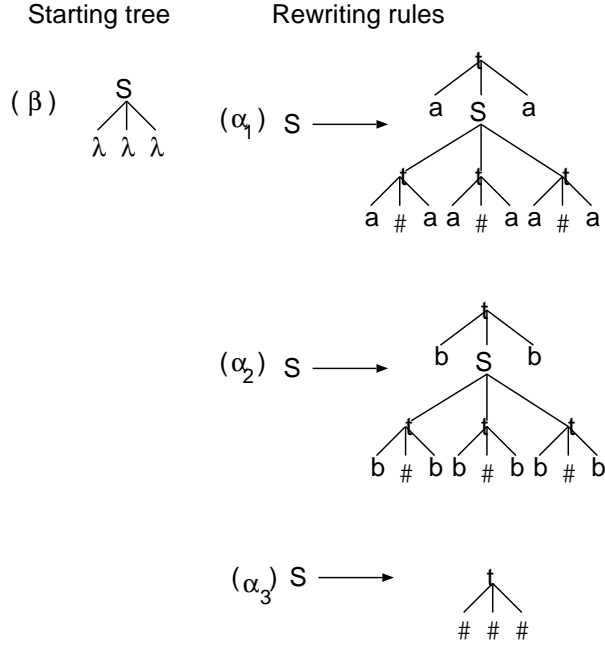 Starting tree Rewriting rules
t
S
(β) (α1) S a a
S
λ λ λ
t t t
a # a a # a a # a
t
b b
(α2) S S
t t t
b # b b # b b # b
(α3) S t
# # #